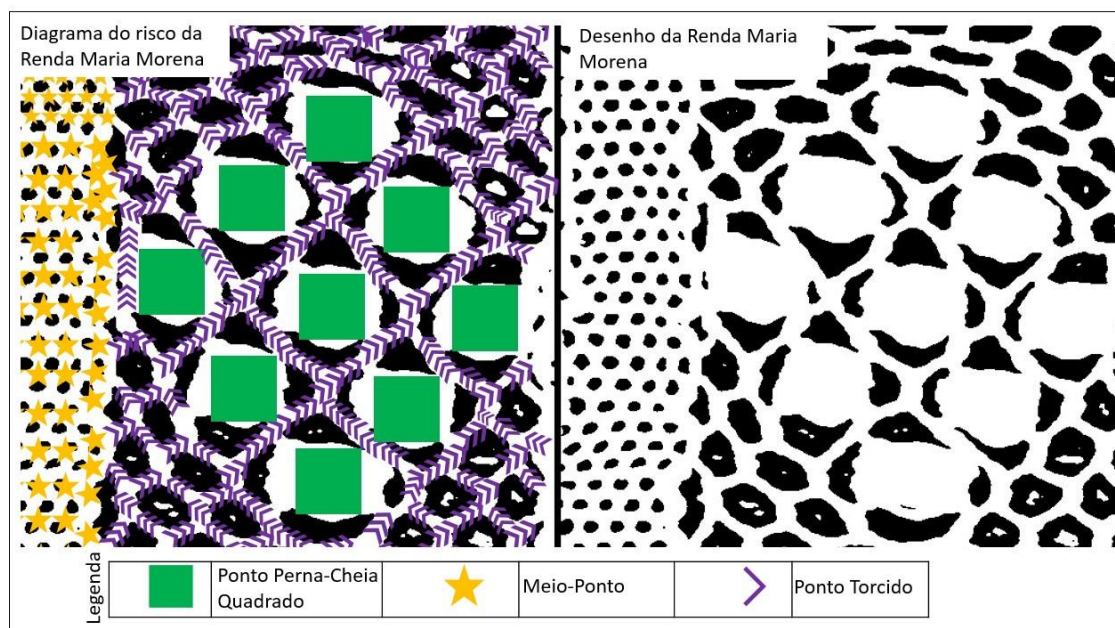 Diagrama do risco da
Renda Maria Morena
Desenho da Renda Maria
Morena
Legenda
Ponto Perna-Cheia
Quadrado
Meio-Ponto
Ponto Torcido